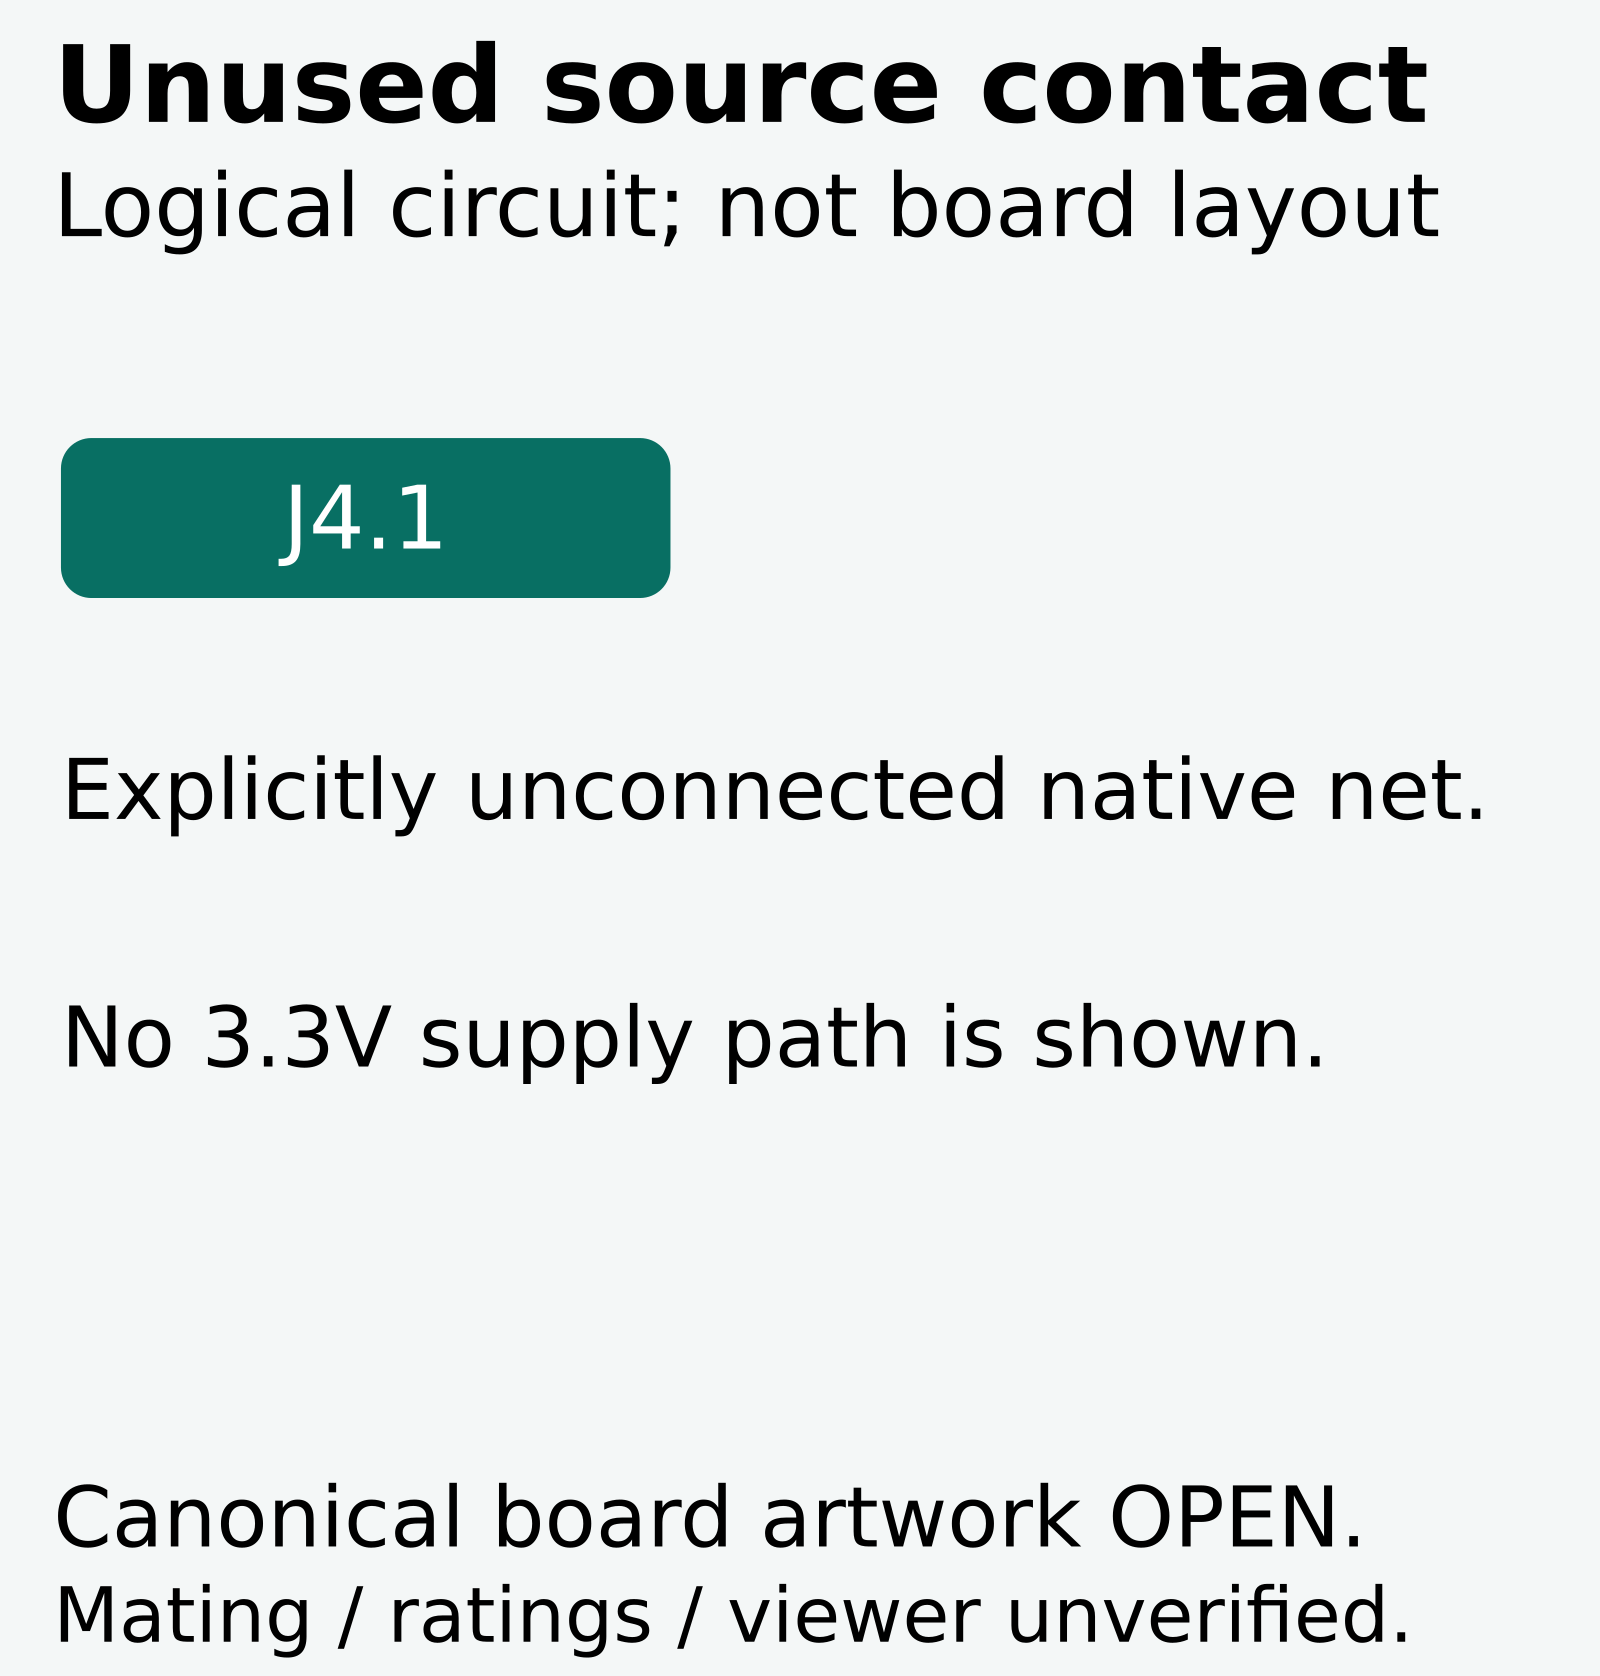 Unused source contact
Logical circuit; not board layout
J4.1
Explicitly unconnected native net.
No 3.3V supply path is shown.
Canonical board artwork OPEN.
Mating / ratings / viewer unverified.